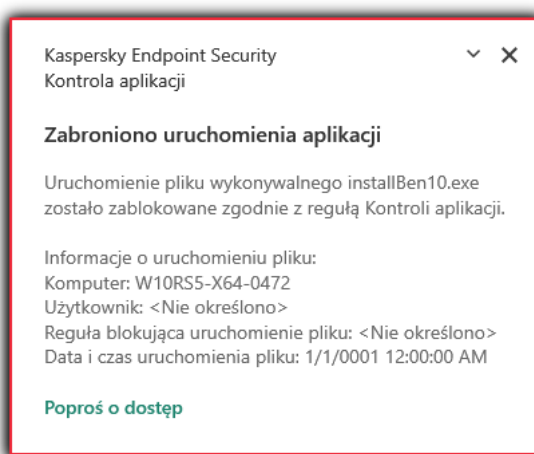 Kaspersky Endpoint Security
Kontrola aplikacji
Zabroniono uruchomienia aplikacji
Uruchomienie pliku wykonywalnego installBen10.exe
zostało zablokowane zgodnie z regułą Kontroli aplikacji.
Informacje o uruchomieniu pliku:
Komputer: W10RS5-X64-0472
Użytkownik: <Nie określono>
Reguła blokująca uruchomienie pliku: <Nie określono>
Data i czas uruchomienia pliku: 1/1/0001 12:00:00 AM
Poproś o dostęp